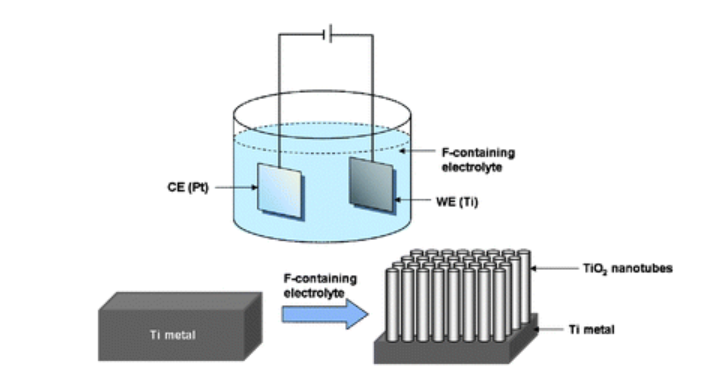 F-containing
electrolyte
CE (Pt)
WE (Ti)
F-containing
electrolyte
TiO₂ nanotubes
Ti metal
Ti metal